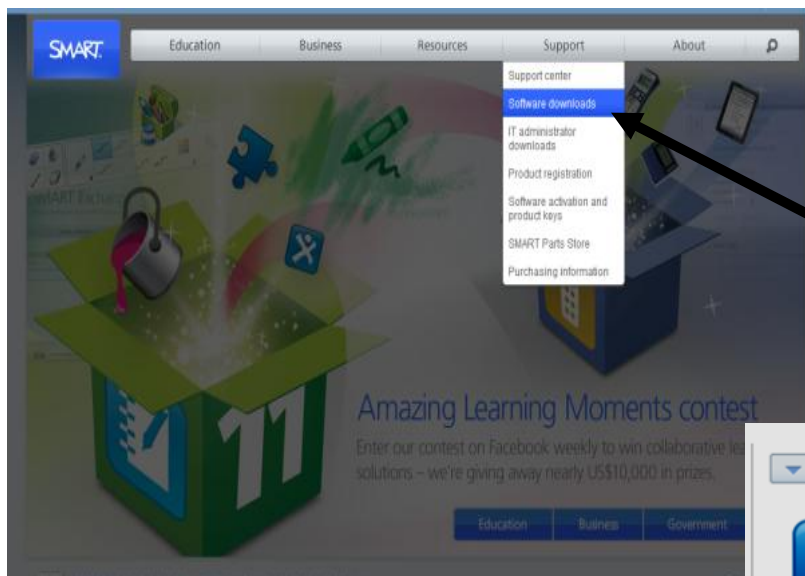 SMART
Education
Business
Resources
Support
About
Support center
Software downloads
IT administrator
downloads
Product registration
Software activation and
product keys
SMART Parts Store
Purchasing information
11
Amazing Learning Moments contest
Enter our contest on Facebook weekly to win collaborative
solutions – we're giving away nearly US$10,000 in prizes.
Education
Business
Government